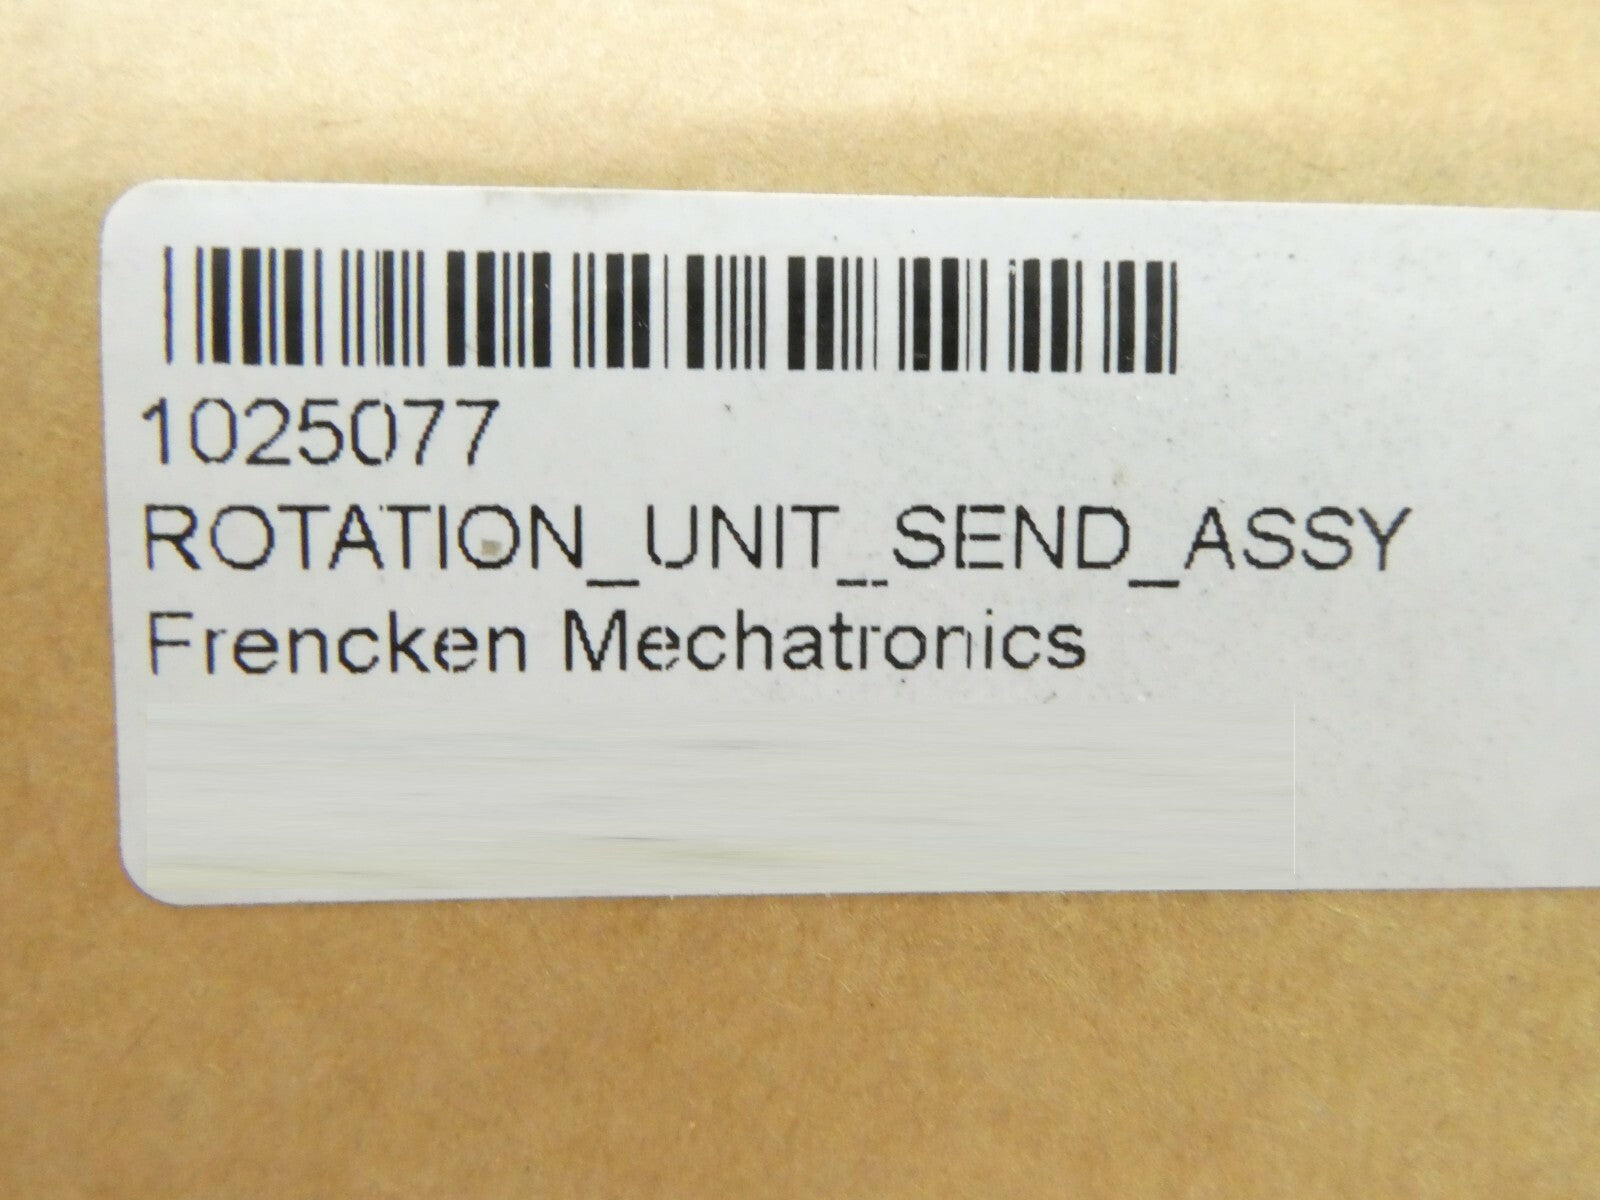 1025077
ROTATION_UNIT_SEND_ASSY
Frencken Mechatronics